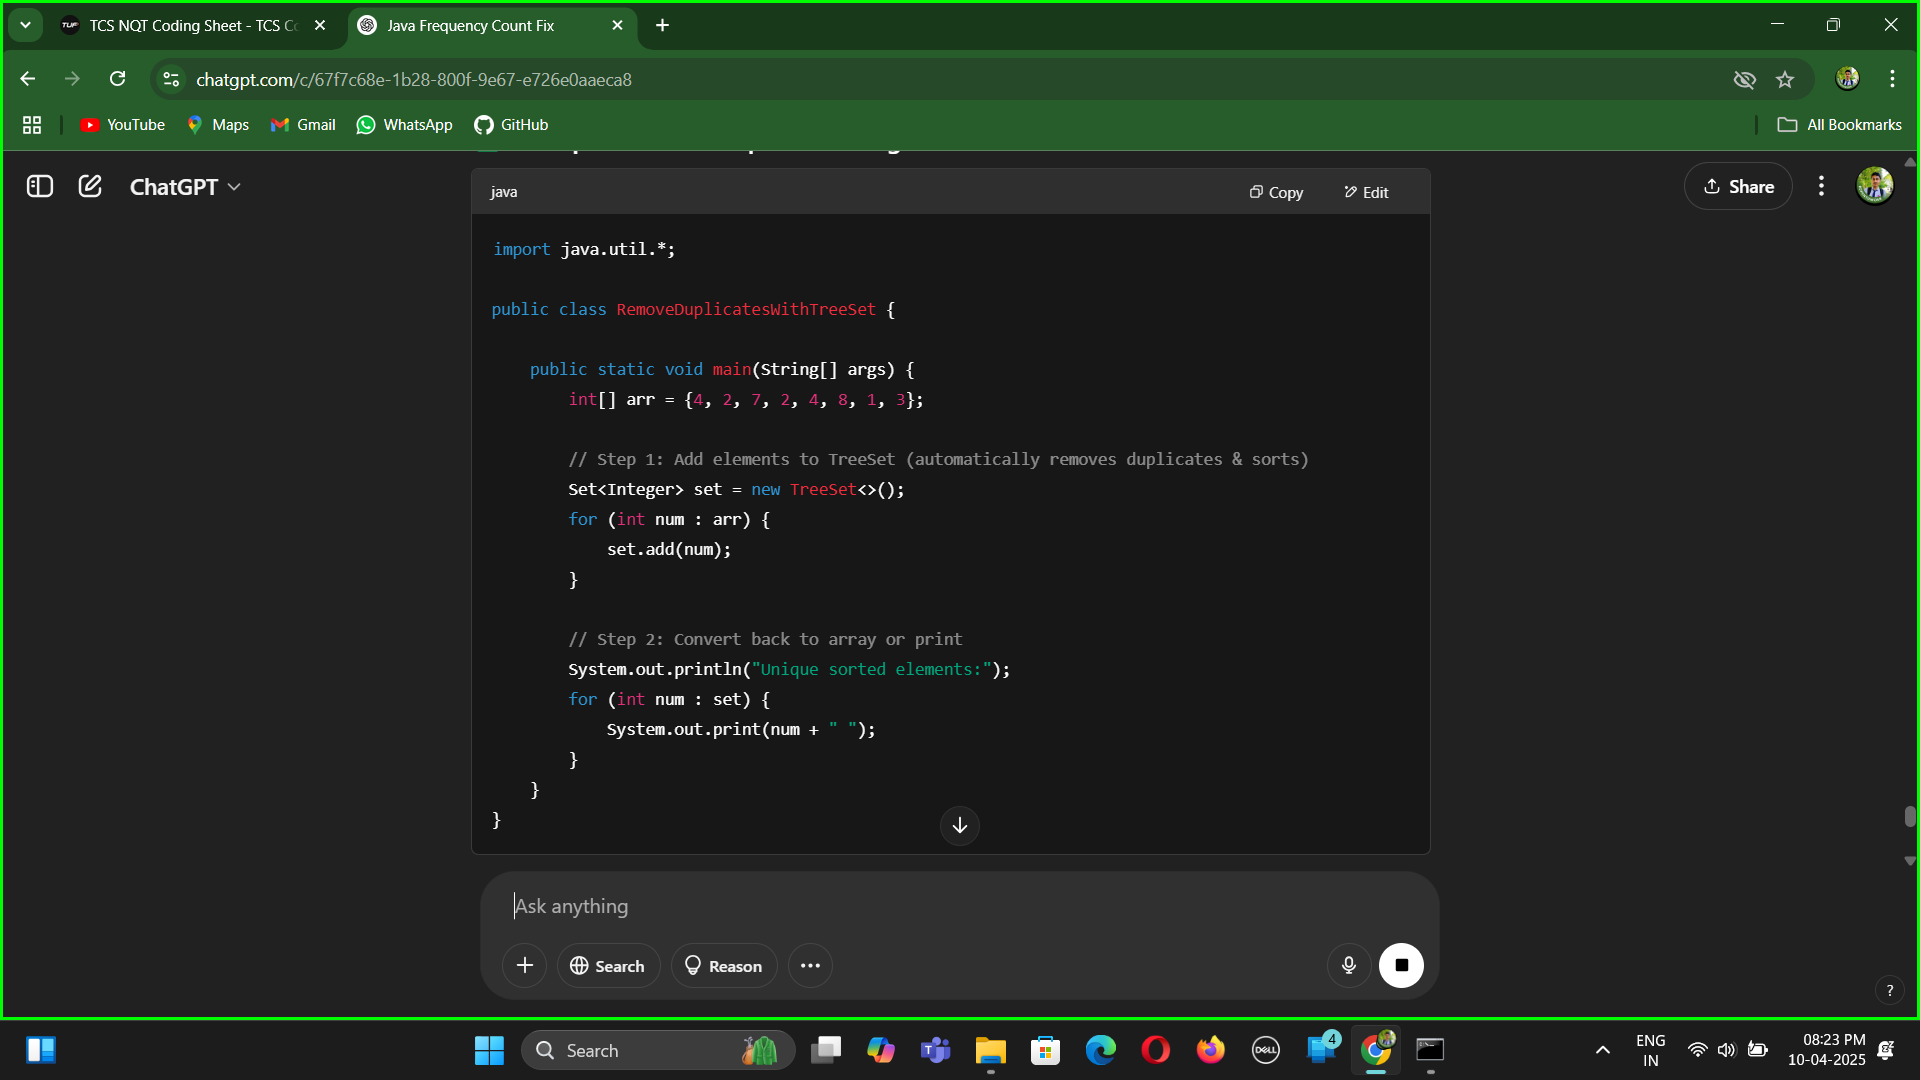 TCS NQT Coding Sheet - TCS Co
Java Frequency Count Fix
chatgpt.com/c/67f7c68e-1b28-800f-9e67-e726e0aaeca8
YouTube
Maps
Gmail
WhatsApp
GitHub
All Bookmarks
ChatGPT
Share
java
Copy
Edit
import java.util.*;
public class RemoveDuplicatesWithTreeSet {
public static void main(String[] args) {
int[] arr = {4, 2, 7, 2, 4, 8, 1, 3};
// Step 1: Add elements to TreeSet (automatically removes duplicates & sorts)
Set<Integer> set = new TreeSet<>();
for (int num : arr) {
set.add(num);
}
// Step 2: Convert back to array or print
System.out.println("Unique sorted elements:");
for (int num : set) {
System.out.print(num + " ");
}
}
}
Ask anything
Search
Reason
?
Search
DELL
4
ENG
IN
08:23 PM
10-04-2025